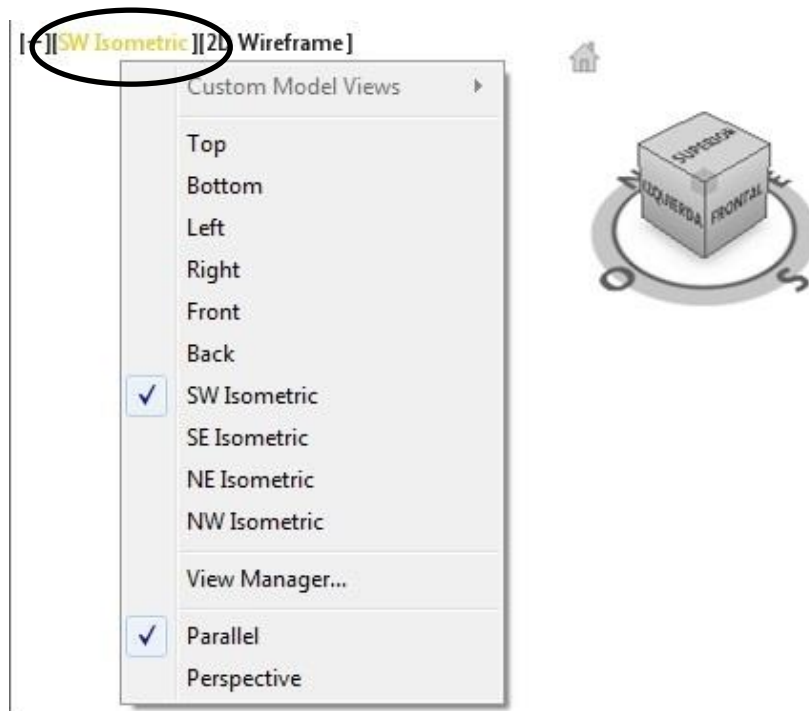 [−][SW Isometric][2D Wireframe]
Custom Model Views
Top
Bottom
Left
Right
Front
Back
SW Isometric
SE Isometric
NE Isometric
NW Isometric
View Manager...
Parallel
Perspective
SUPERIOR
IZQUIERDA
FRONTAL
N
E
O
S